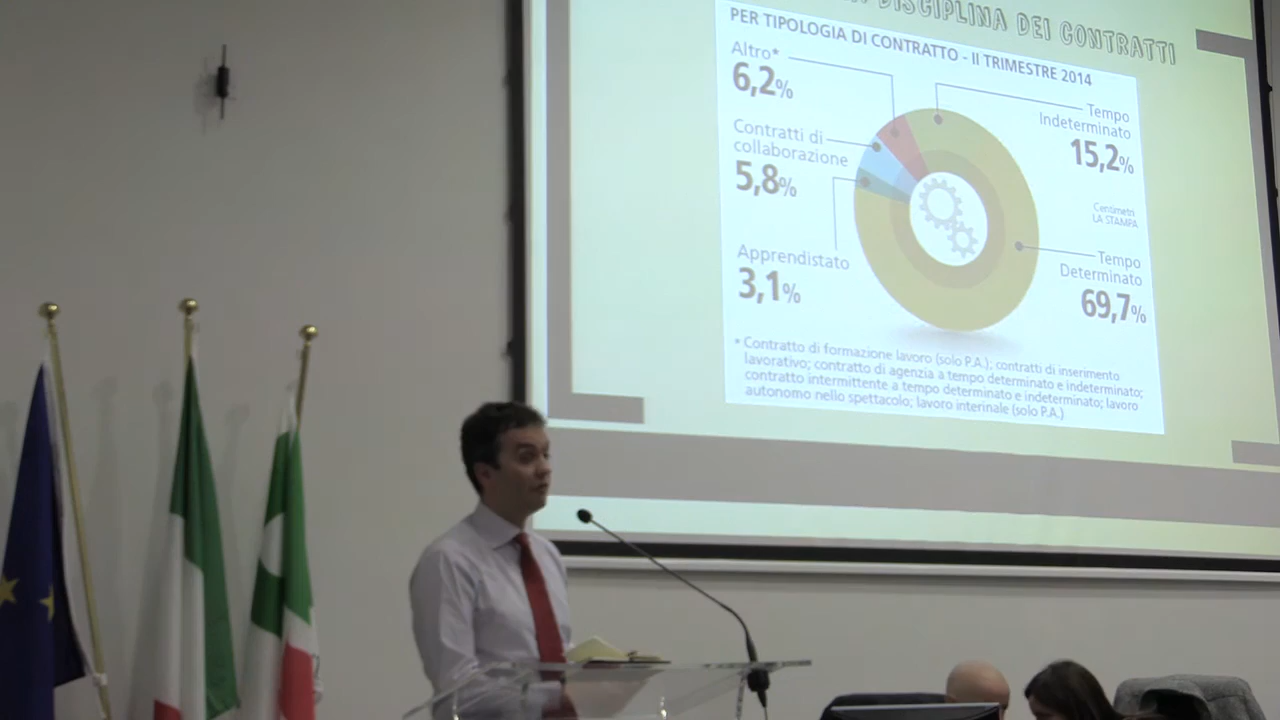 DISCIPLINA DEI CONTRATTI
PER TIPOLOGIA DI CONTRATTO - II TRIMESTRE 2014
Altro*
6,2%
Contratti di
collaborazione
5,8%
Apprendistato
3,1%
Tempo
Indeterminato
15,2%
Centimetri
LA STAMPA
Tempo
Determinato
69,7%
* Contratto di formazione lavoro (solo P.A.); contratti di inserimento
lavorativo; contratto di agenzia a tempo determinato e indeterminato;
contratto intermittente a tempo determinato e indeterminato; lavoro
autonomo nello spettacolo; lavoro interinale (solo P.A.)